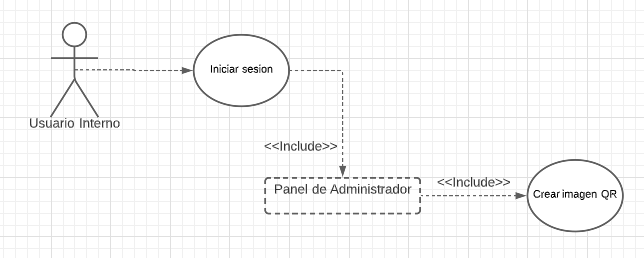 Iniciar sesion
Usuario Interno
<<Include>>
Panel de Administrador
<<Include>>
Crear imagen QR